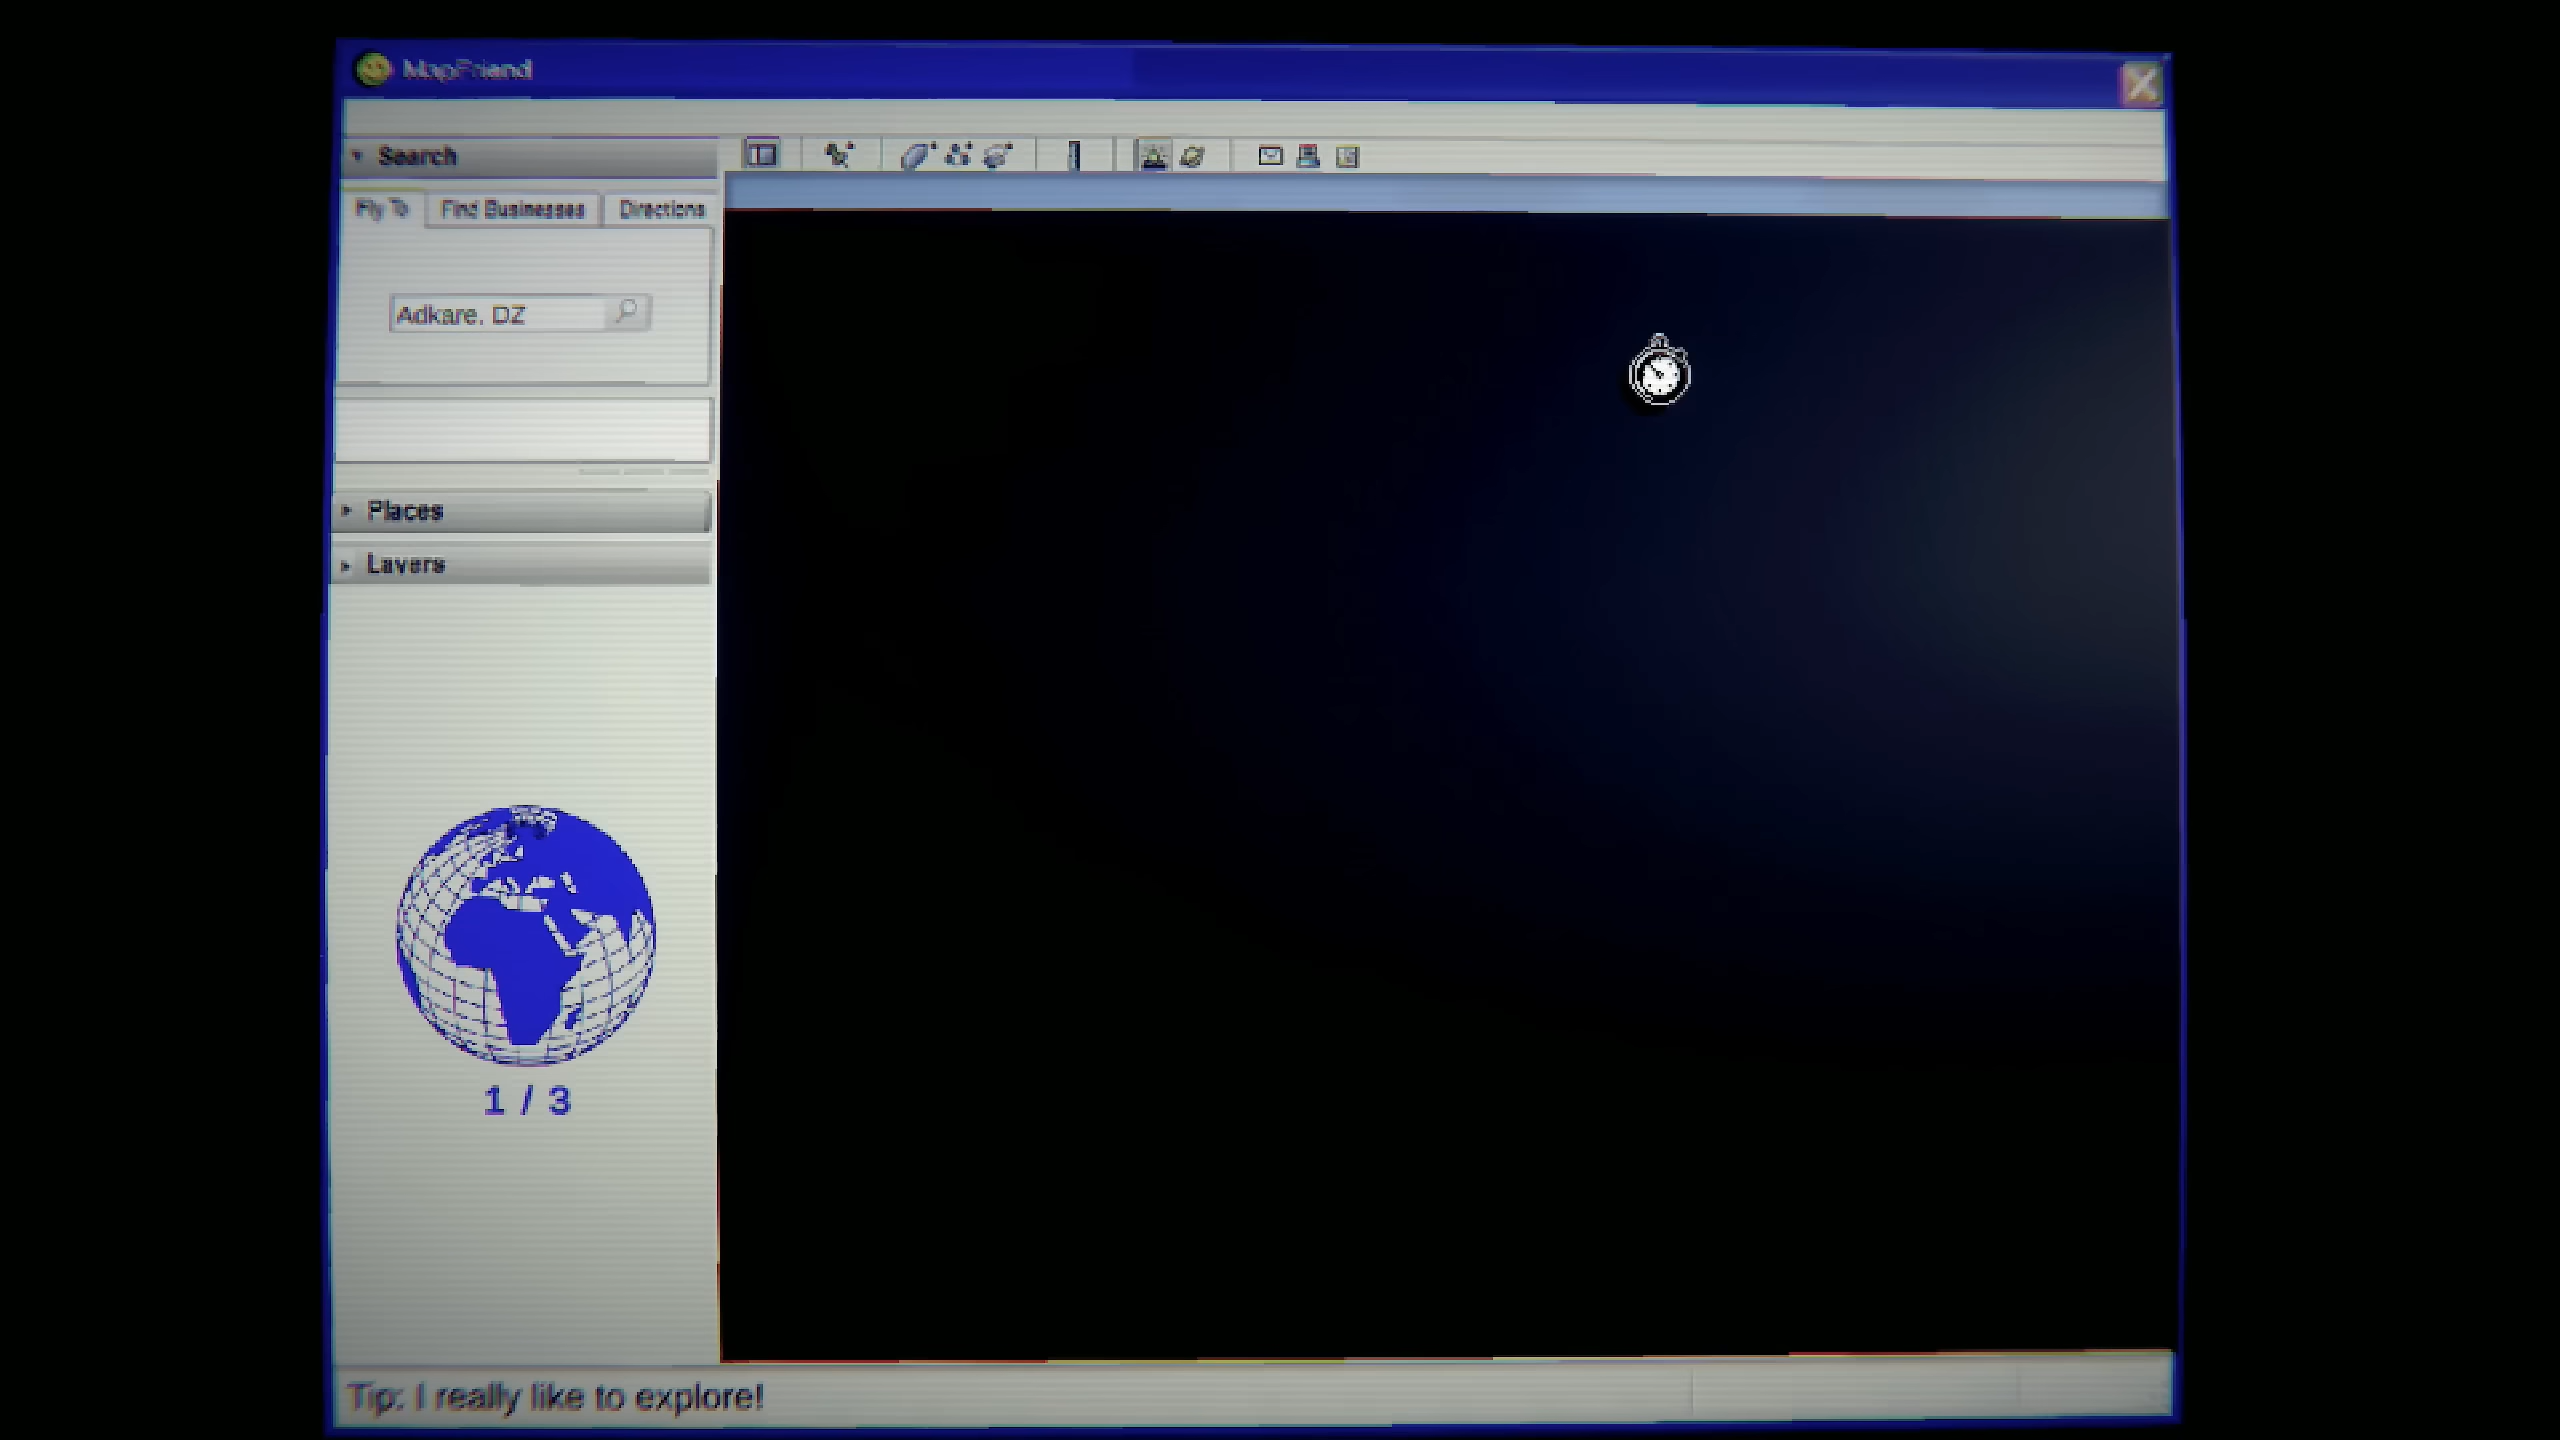 MapFriend
Search
Fly To
Find Businesses
Directions
Adkare, DZ
Places
Layers
1 / 3
Tip: I really like to explore!